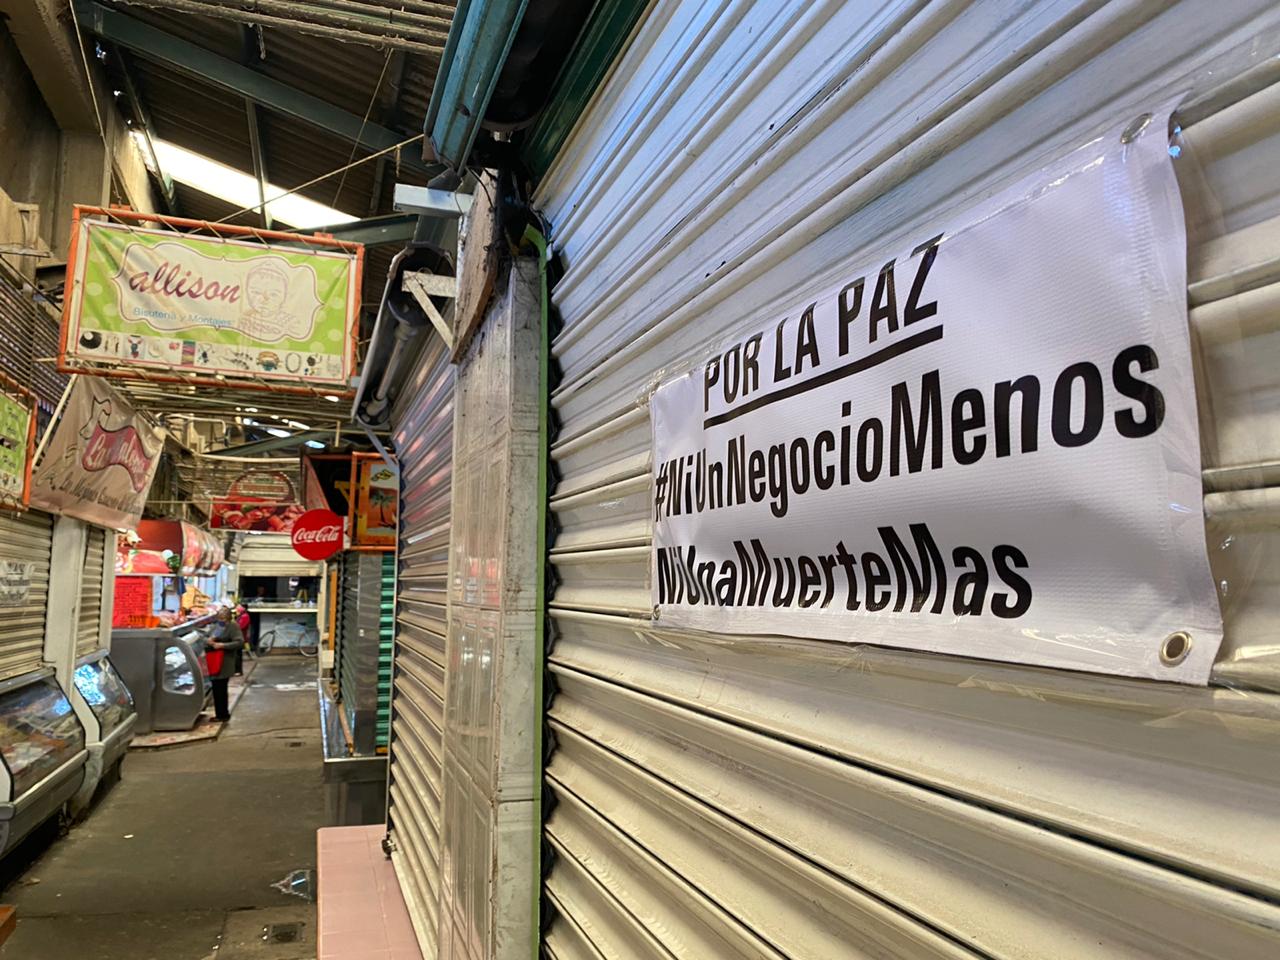 allison
Bisutería y Montajes
Coca-Cola
POR LA PAZ
#NiUnNegocioMenos
NiUnaMuerteMas